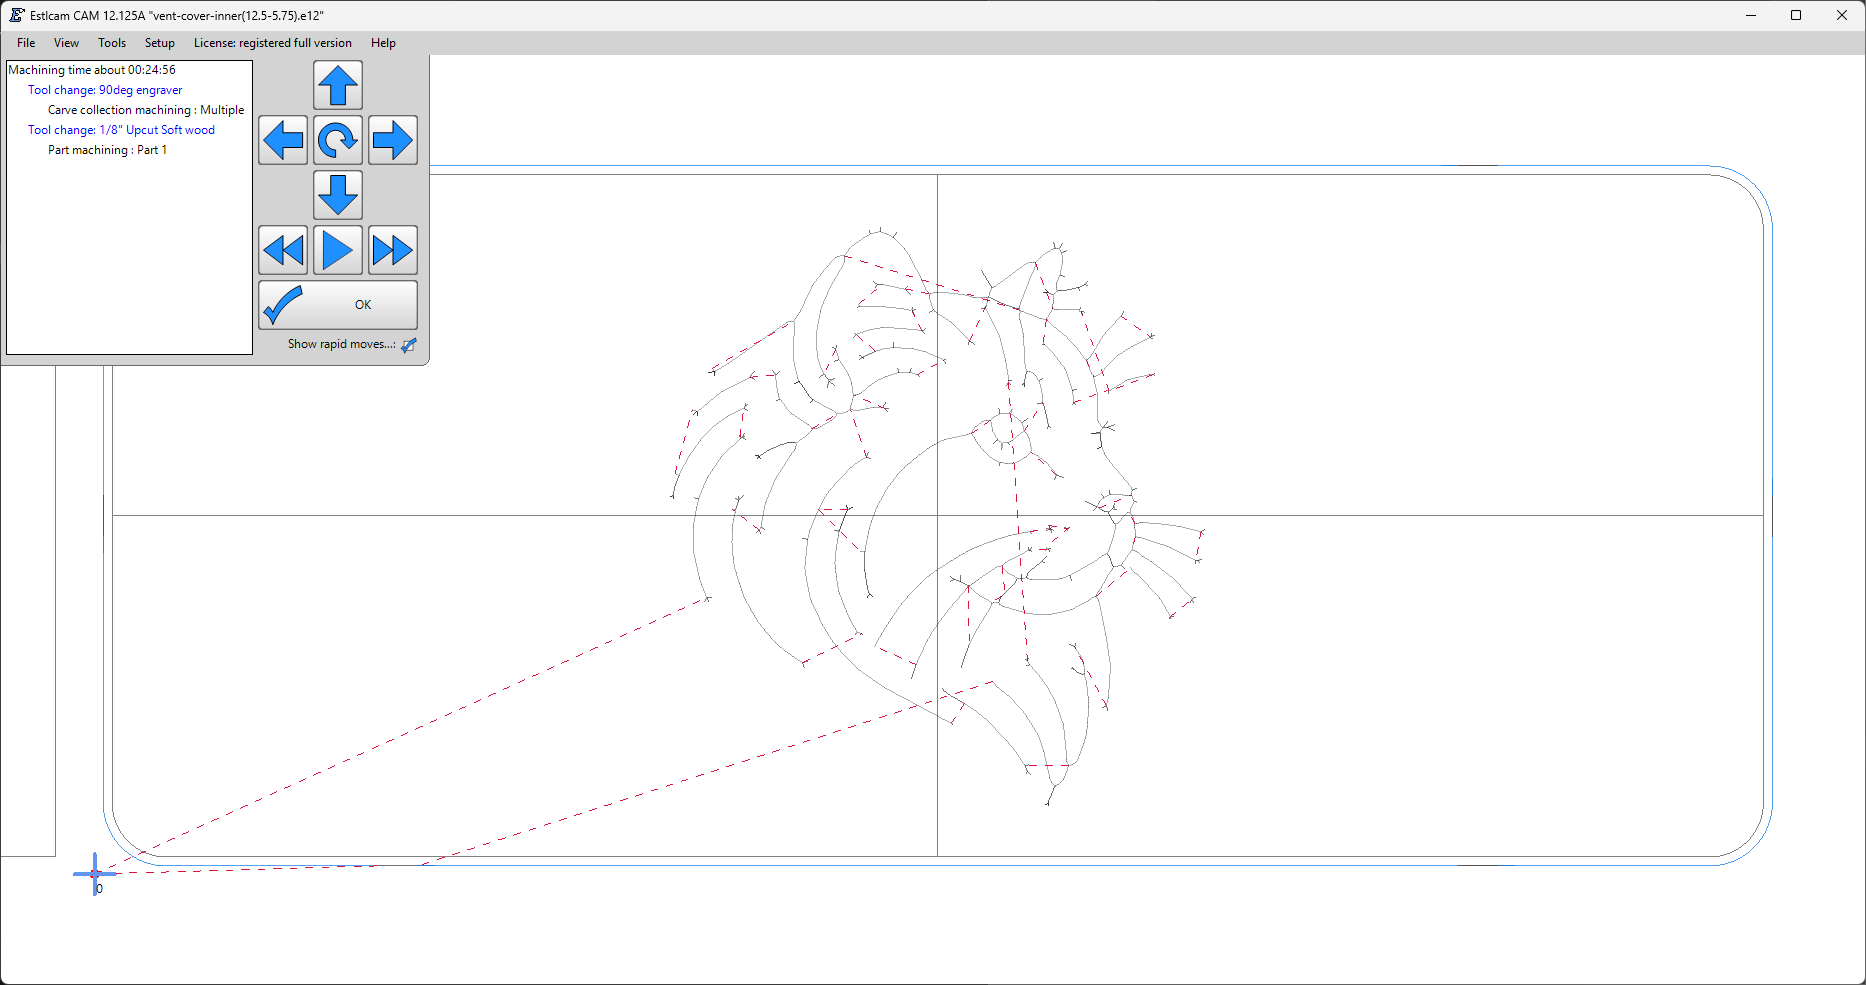 Estlcam CAM 12.125A "vent-cover-inner(12.5-5.75).e12"
File View Tools Setup License: registered full version Help
Machining time about 00:24:56
Tool change: 90deg engraver
Carve collection machining : Multiple
Tool change: 1/8" Upcut Soft wood
Part machining : Part 1
OK
Show rapid moves...:
0